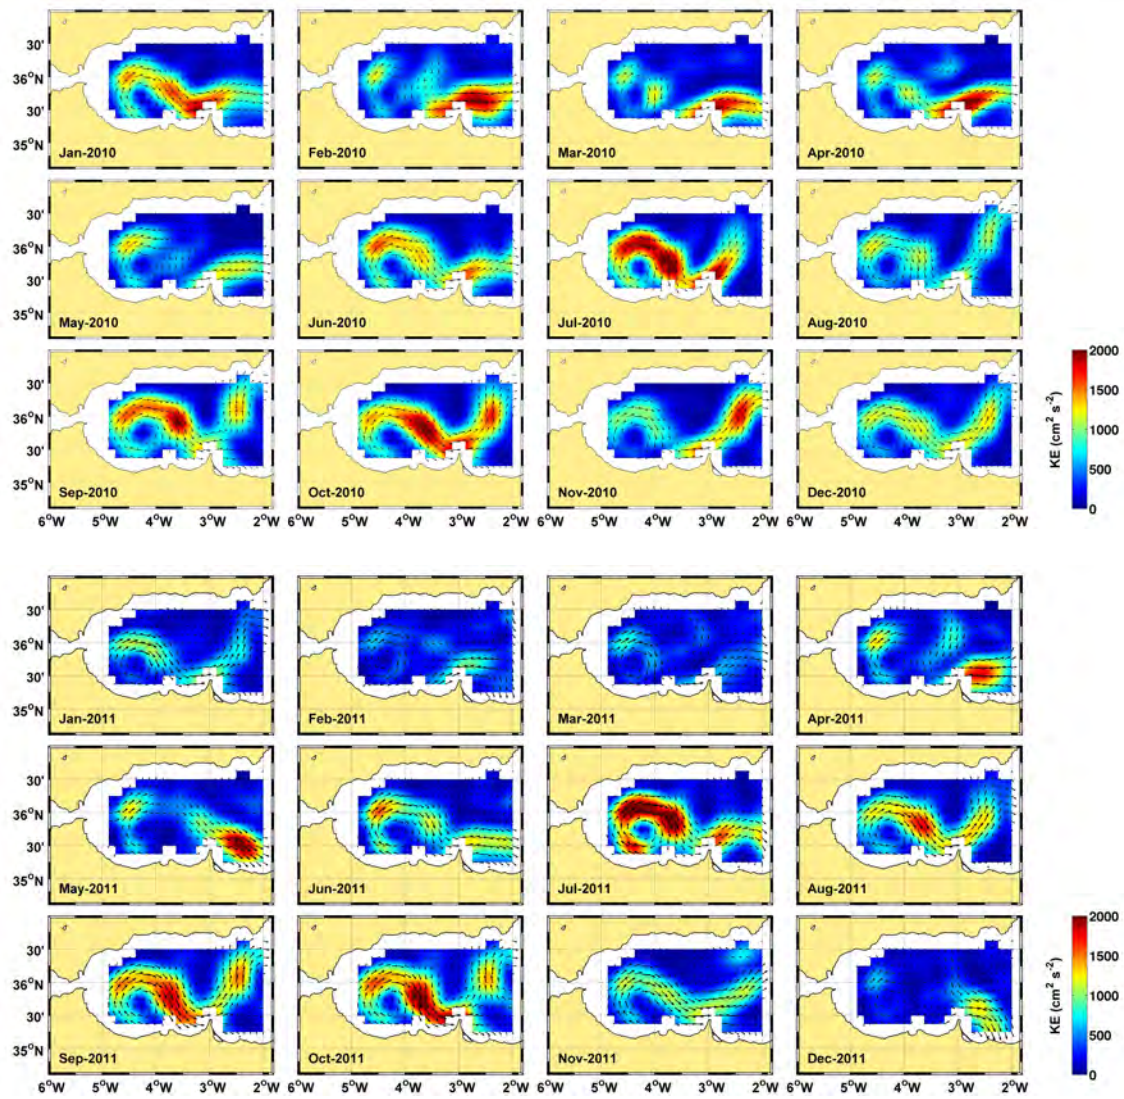 30'
36°N
30'
35°N
Jan-2010
Feb-2010
Mar-2010
Apr-2010
30'
36°N
30'
35°N
May-2010
Jun-2010
Jul-2010
Aug-2010
30'
36°N
30'
35°N
Sep-2010
Oct-2010
Nov-2010
Dec-2010
6°W 5°W 4°W 3°W 2°W
6°W 5°W 4°W 3°W 2°W
6°W 5°W 4°W 3°W 2°W
6°W 5°W 4°W 3°W 2°W
2000
1500
1000
500
0
KE (cm² s⁻²)
30'
36°N
30'
35°N
Jan-2011
Feb-2011
Mar-2011
Apr-2011
30'
36°N
30'
35°N
May-2011
Jun-2011
Jul-2011
Aug-2011
30'
36°N
30'
35°N
Sep-2011
Oct-2011
Nov-2011
Dec-2011
6°W 5°W 4°W 3°W 2°W
6°W 5°W 4°W 3°W 2°W
6°W 5°W 4°W 3°W 2°W
6°W 5°W 4°W 3°W 2°W
2000
1500
1000
500
0
KE (cm² s⁻²)